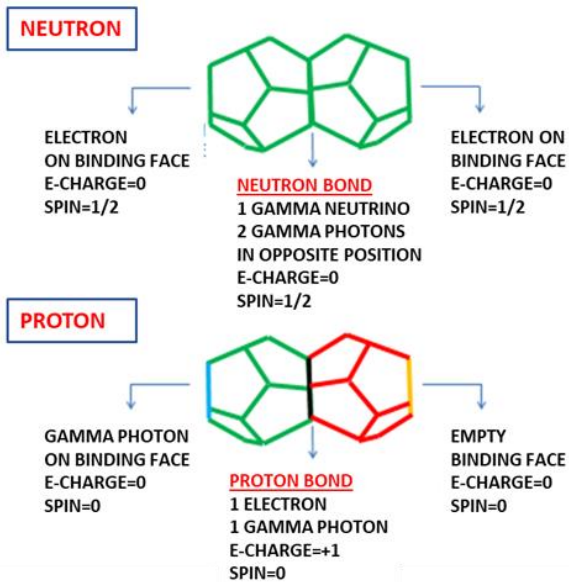 NEUTRON
ELECTRON
ON BINDING FACE
E-CHARGE=0
SPIN=1/2
NEUTRON BOND
1 GAMMA NEUTRINO
2 GAMMA PHOTONS
IN OPPOSITE POSITION
E-CHARGE=0
SPIN=1/2
ELECTRON ON
BINDING FACE
E-CHARGE=0
SPIN=1/2
PROTON
GAMMA PHOTON
ON BINDING FACE
E-CHARGE=0
SPIN=0
PROTON BOND
1 ELECTRON
1 GAMMA PHOTON
E-CHARGE=+1
SPIN=0
EMPTY
BINDING FACE
E-CHARGE=0
SPIN=0